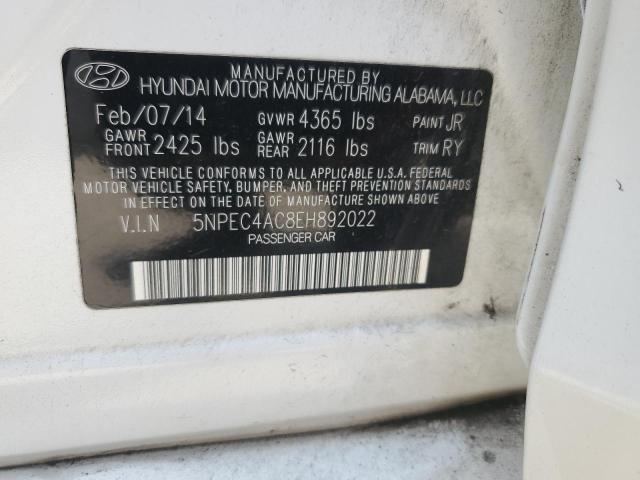 MANUFACTURED BY
HYUNDAI MOTOR MANUFACTURING ALABAMA, LLC
Feb/07/14 GVWR 4365 lbs PAINT JR
GAWR FRONT 2425 lbs GAWR REAR 2116 lbs TRIM RY
THIS VEHICLE CONFORMS TO ALL APPLICABLE U.S.A. FEDERAL
MOTOR VEHICLE SAFETY, BUMPER, AND THEFT PREVENTION STANDARDS
IN EFFECT ON THE DATE OF MANUFACTURE SHOWN ABOVE.
V.I.N 5NPEC4AC8EH892022
PASSENGER CAR